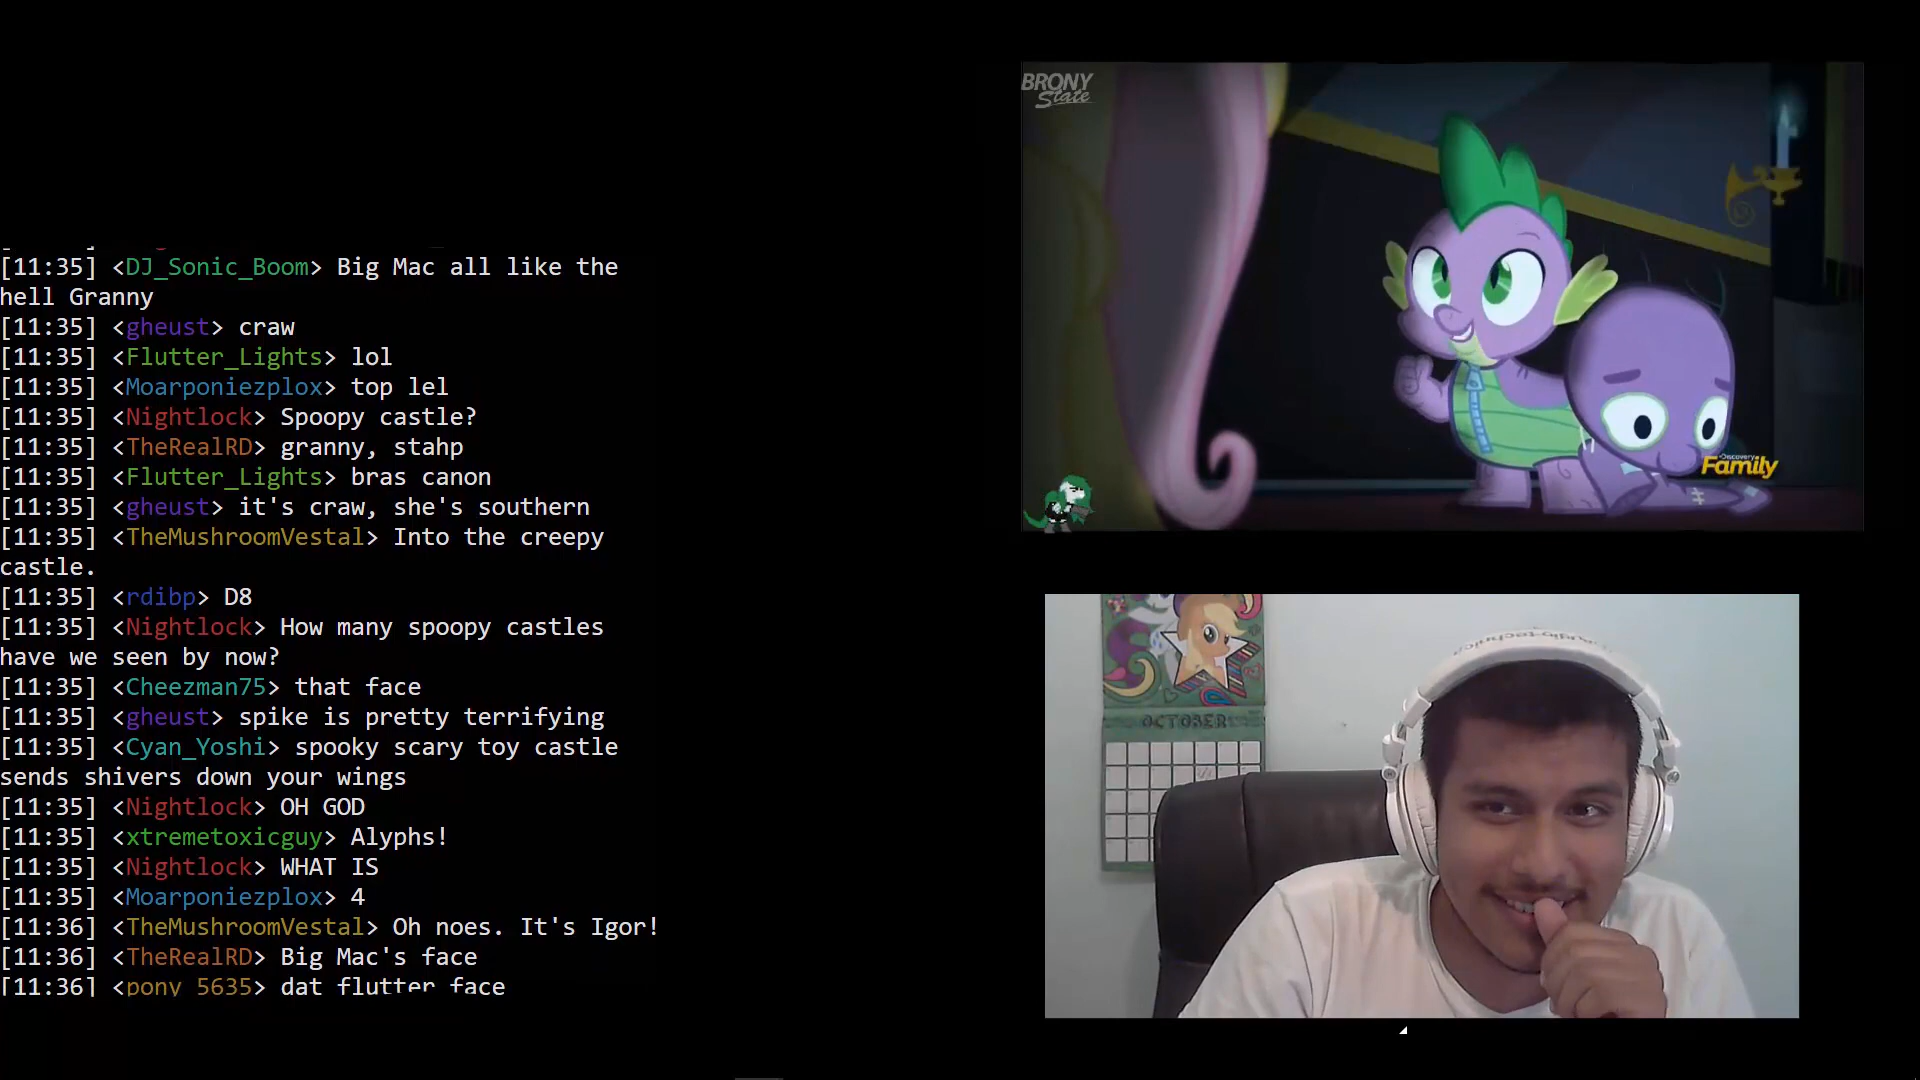 BRONY
State
[11:35] <DJ_Sonic_Boom> Big Mac all like the
hell Granny
[11:35] <gheust> craw
[11:35] <Flutter_Lights> lol
[11:35] <Moarponiezplox> top lel
[11:35] <Nightlock> Spoopy castle?
[11:35] <TheRealRD> granny, stahp
[11:35] <Flutter_Lights> bras canon
[11:35] <gheust> it's craw, she's southern
[11:35] <TheMushroomVestal> Into the creepy
castle.
[11:35] <rdibp> D8
[11:35] <Nightlock> How many spoopy castles
have we seen by now?
[11:35] <Cheezman75> that face
[11:35] <gheust> spike is pretty terrifying
[11:35] <Cyan_Yoshi> spooky scary toy castle
sends shivers down your wings
[11:35] <Nightlock> OH GOD
[11:35] <xtremetoxicguy> Alyphs!
[11:35] <Nightlock> WHAT IS
[11:35] <Moarponiezplox> 4
[11:36] <TheMushroomVestal> Oh noes. It's Igor!
[11:36] <TheRealRD> Big Mac's face
[11:36] <pony_5635> dat flutter face
Discovery
Family
OCTOBER